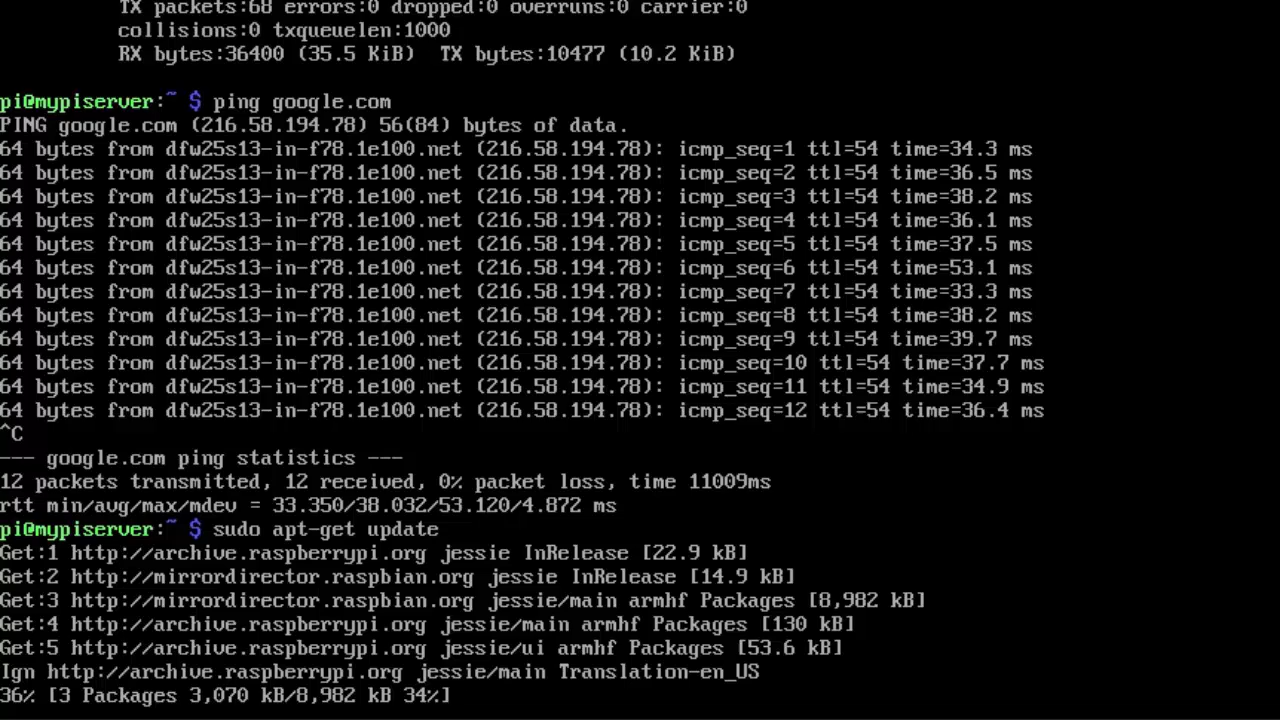 TX packets:68 errors:0 dropped:0 overruns:0 carrier:0
collisions:0 txqueuelen:1000
RX bytes:36400 (35.5 KiB)  TX bytes:10477 (10.2 KiB)
pi@mypiserver:~ $ ping google.com
PING google.com (216.58.194.78) 56(84) bytes of data.
64 bytes from dfw25s13-in-f78.1e100.net (216.58.194.78): icmp_seq=1 ttl=54 time=34.3 ms
64 bytes from dfw25s13-in-f78.1e100.net (216.58.194.78): icmp_seq=2 ttl=54 time=36.5 ms
64 bytes from dfw25s13-in-f78.1e100.net (216.58.194.78): icmp_seq=3 ttl=54 time=38.2 ms
64 bytes from dfw25s13-in-f78.1e100.net (216.58.194.78): icmp_seq=4 ttl=54 time=36.1 ms
64 bytes from dfw25s13-in-f78.1e100.net (216.58.194.78): icmp_seq=5 ttl=54 time=37.5 ms
64 bytes from dfw25s13-in-f78.1e100.net (216.58.194.78): icmp_seq=6 ttl=54 time=53.1 ms
64 bytes from dfw25s13-in-f78.1e100.net (216.58.194.78): icmp_seq=7 ttl=54 time=33.3 ms
64 bytes from dfw25s13-in-f78.1e100.net (216.58.194.78): icmp_seq=8 ttl=54 time=38.2 ms
64 bytes from dfw25s13-in-f78.1e100.net (216.58.194.78): icmp_seq=9 ttl=54 time=39.7 ms
64 bytes from dfw25s13-in-f78.1e100.net (216.58.194.78): icmp_seq=10 ttl=54 time=37.7 ms
64 bytes from dfw25s13-in-f78.1e100.net (216.58.194.78): icmp_seq=11 ttl=54 time=34.9 ms
64 bytes from dfw25s13-in-f78.1e100.net (216.58.194.78): icmp_seq=12 ttl=54 time=36.4 ms
^C
--- google.com ping statistics ---
12 packets transmitted, 12 received, 0% packet loss, time 11009ms
rtt min/avg/max/mdev = 33.350/38.032/53.120/4.872 ms
pi@mypiserver:~ $ sudo apt-get update
Get:1 http://archive.raspberrypi.org jessie InRelease [22.9 kB]
Get:2 http://mirrordirector.raspbian.org jessie InRelease [14.9 kB]
Get:3 http://mirrordirector.raspbian.org jessie/main armhf Packages [8,982 kB]
Get:4 http://archive.raspberrypi.org jessie/main armhf Packages [130 kB]
Get:5 http://archive.raspberrypi.org jessie/ui armhf Packages [53.6 kB]
Ign http://archive.raspberrypi.org jessie/main Translation-en_US
36% [3 Packages 3,070 kB/8,982 kB 34%]